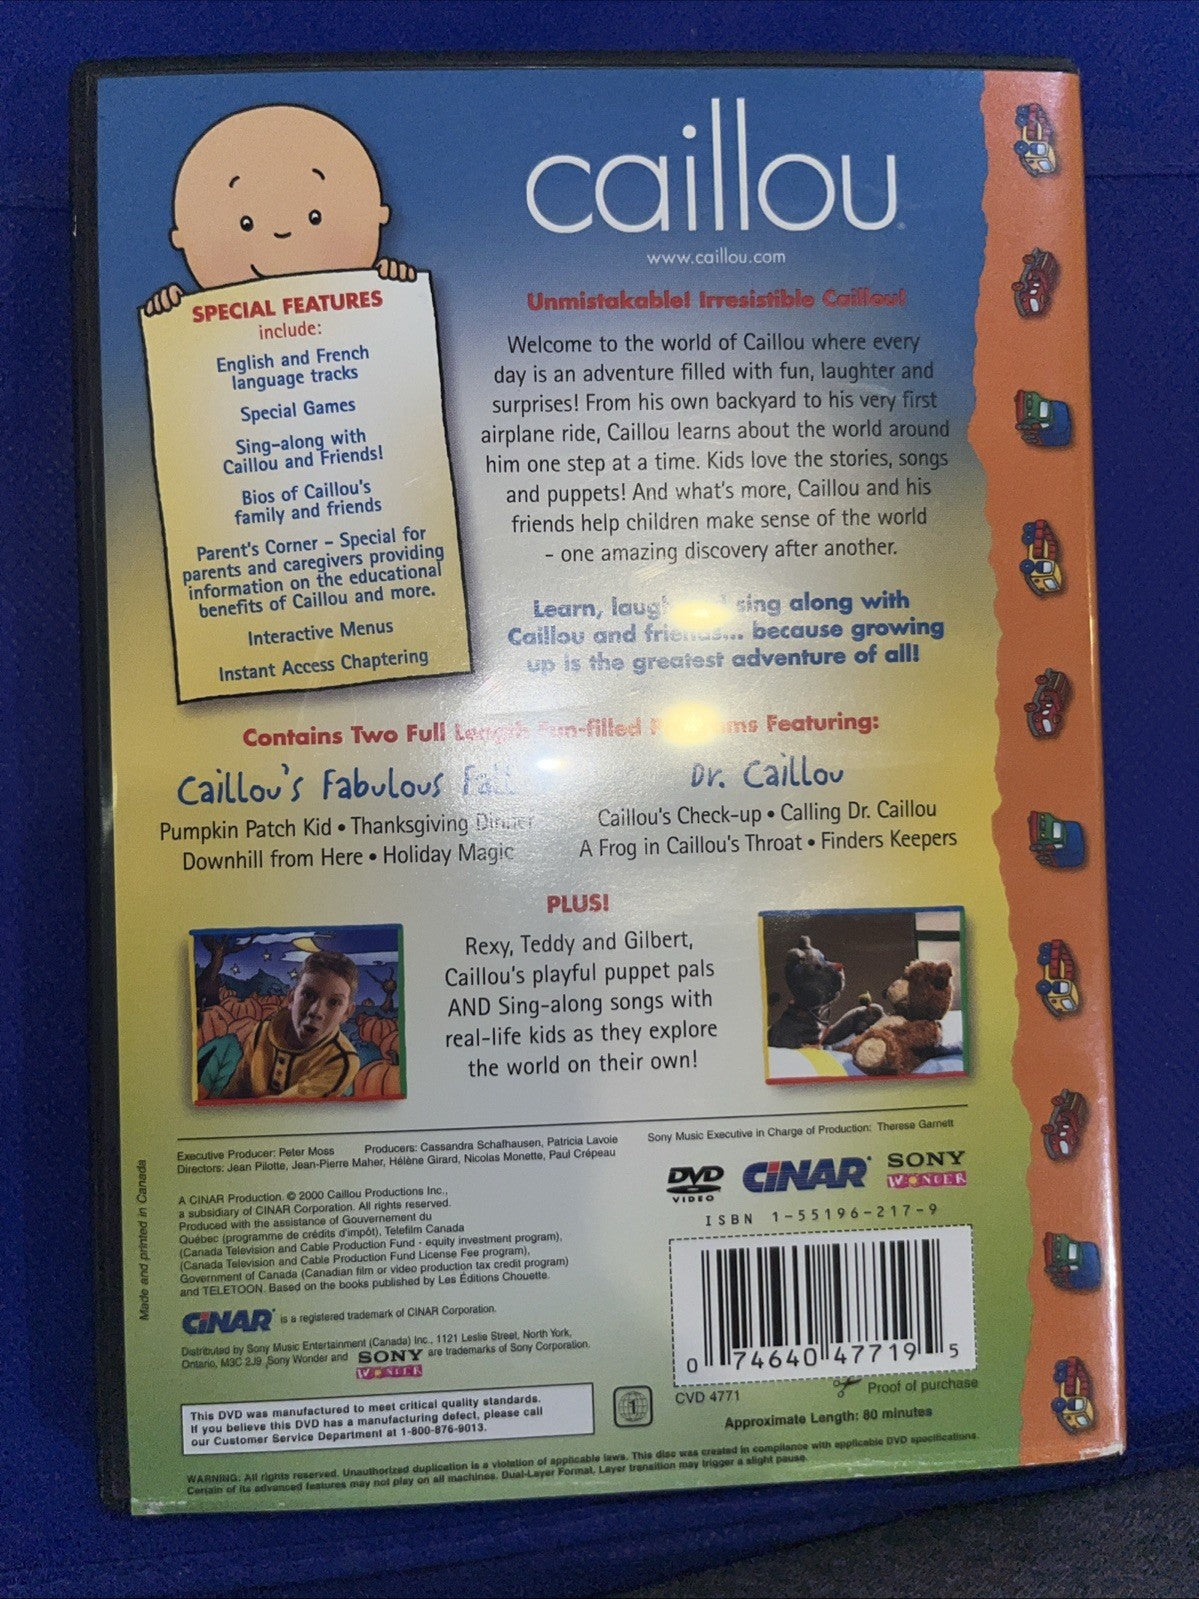 caillou
www.caillou.com
SPECIAL FEATURES
include:
English and French
language tracks
Special Games
Sing-along with
Caillou and Friends!
Bios of Caillou's
family and friends
Parent's Corner – Special for
parents and caregivers providing
information on the educational
benefits of Caillou and more.
Interactive Menus
Instant Access Chaptering
Unmistakable! Irresistible Caillou!
Welcome to the world of Caillou where every
day is an adventure filled with fun, laughter and
surprises! From his own backyard to his very first
airplane ride, Caillou learns about the world around
him one step at a time. Kids love the stories, songs
and puppets! And what's more, Caillou and his
friends help children make sense of the world
- one amazing discovery after another.
Learn, sing along with
Caillou and because growing
up is the greatest adventure of all!
Contains Two Full Length Fun-filled Featuring:
Caillou's Fabulous
Pumpkin Patch Kid • Thanksgiving Dinner
Downhill from Here • Holiday Magic
Dr. Caillou
Caillou's Check-up • Calling Dr. Caillou
A Frog in Caillou's Throat • Finders Keepers
PLUS!
Rexy, Teddy and Gilbert,
Caillou's playful puppet pals
AND Sing-along songs with
real-life kids as they explore
the world on their own!
Executive Producer: Peter Moss Producers: Cassandra Schafhausen, Patricia Lavoie Sony Music Executive in Charge of Production: Therese Garnett
Directors: Jean Pilotte, Jean-Pierre Maher, Hélène Girard, Nicolas Monette, Paul Crépeau
A CINAR Production. © 2000 Caillou Productions Inc.,
a subsidiary of CINAR Corporation. All rights reserved.
Produced with the assistance of Gouvernement du
Québec (programme de crédits d'impôt), Telefilm Canada
(Canada Television and Cable Production Fund - equity investment program),
(Canada Television and Cable Production Fund License Fee program),
Government of Canada (Canadian film or video production tax credit program)
and TELETOON. Based on the books published by Les Éditions Chouette.
CINAR is a registered trademark of CINAR Corporation.
Distributed by Sony Music Entertainment (Canada) Inc., 1121 Leslie Street, North York,
Ontario, M3C 2J9 Sony Wonder and SONY WONDER are trademarks of Sony Corporation.
This DVD was manufactured to meet critical quality standards.
If you believe this DVD has a manufacturing defect, please call
our Customer Service Department at 1-800-876-9013.
Made and printed in Canada
DVD VIDEO CINAR SONY WONDER
ISBN 1-55196-217-9
0 74640 47719 5
1
CVD 4771 Proof of purchase
Approximate Length: 80 minutes
WARNING: All rights reserved. Unauthorized duplication is a violation of applicable laws. This disc was created in compliance with applicable DVD specifications.
Certain of its advanced features may not play on all machines. Dual-Layer Format. Layer transition may trigger a slight pause.